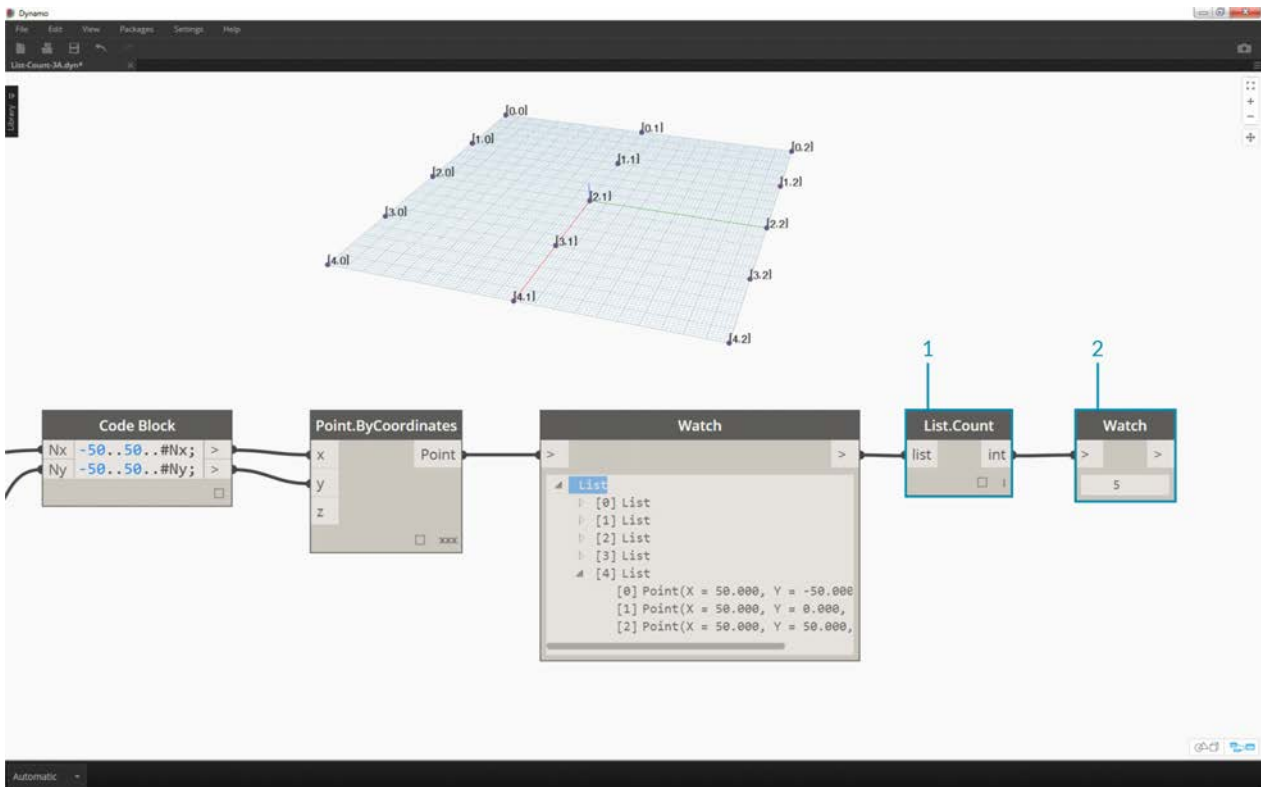 Dynamo
File Edit View Packages Settings Help
List-Count-3A.dyn*
Library
[0.0]
[0.1]
[0.2]
[1.0]
[1.1]
[1.2]
[2.0]
[2.1]
[2.2]
[3.0]
[3.1]
[3.2]
[4.0]
[4.1]
[4.2]
1
2
Code Block
Nx -50..50..#Nx; >
Ny -50..50..#Ny; >
Point.ByCoordinates
x Point
y
z
xxx
Watch
> >
List
[0] List
[1] List
[2] List
[3] List
[4] List
[0] Point(X = 50.000, Y = -50.000
[1] Point(X = 50.000, Y = 0.000,
[2] Point(X = 50.000, Y = 50.000,
List.Count
list int
Watch
> >
5
Automatic